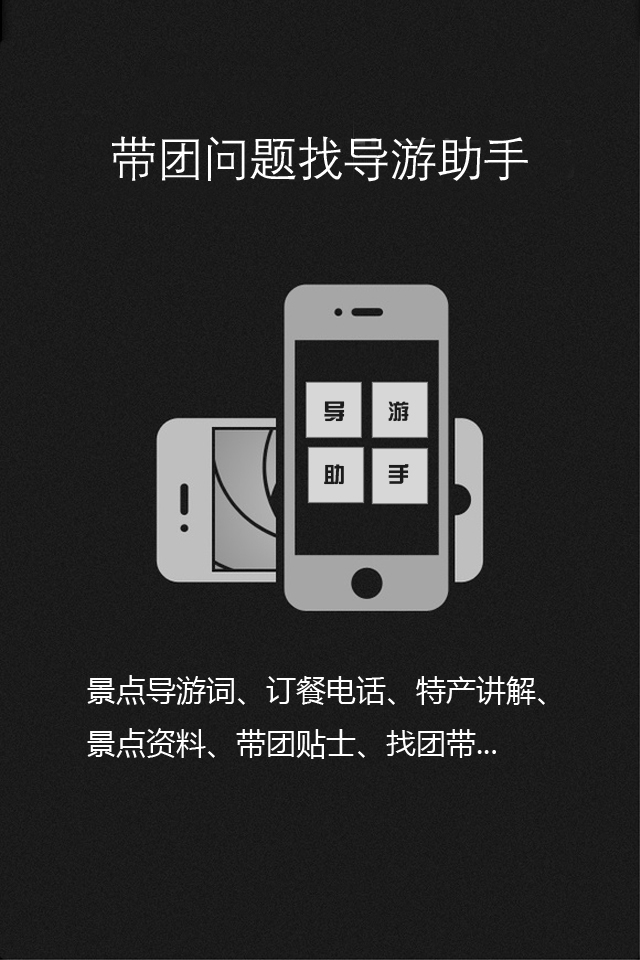 带团问题找导游助手
导 游
助 手
景点导游词、订餐电话、特产讲解、
景点资料、带团贴士、找团带...